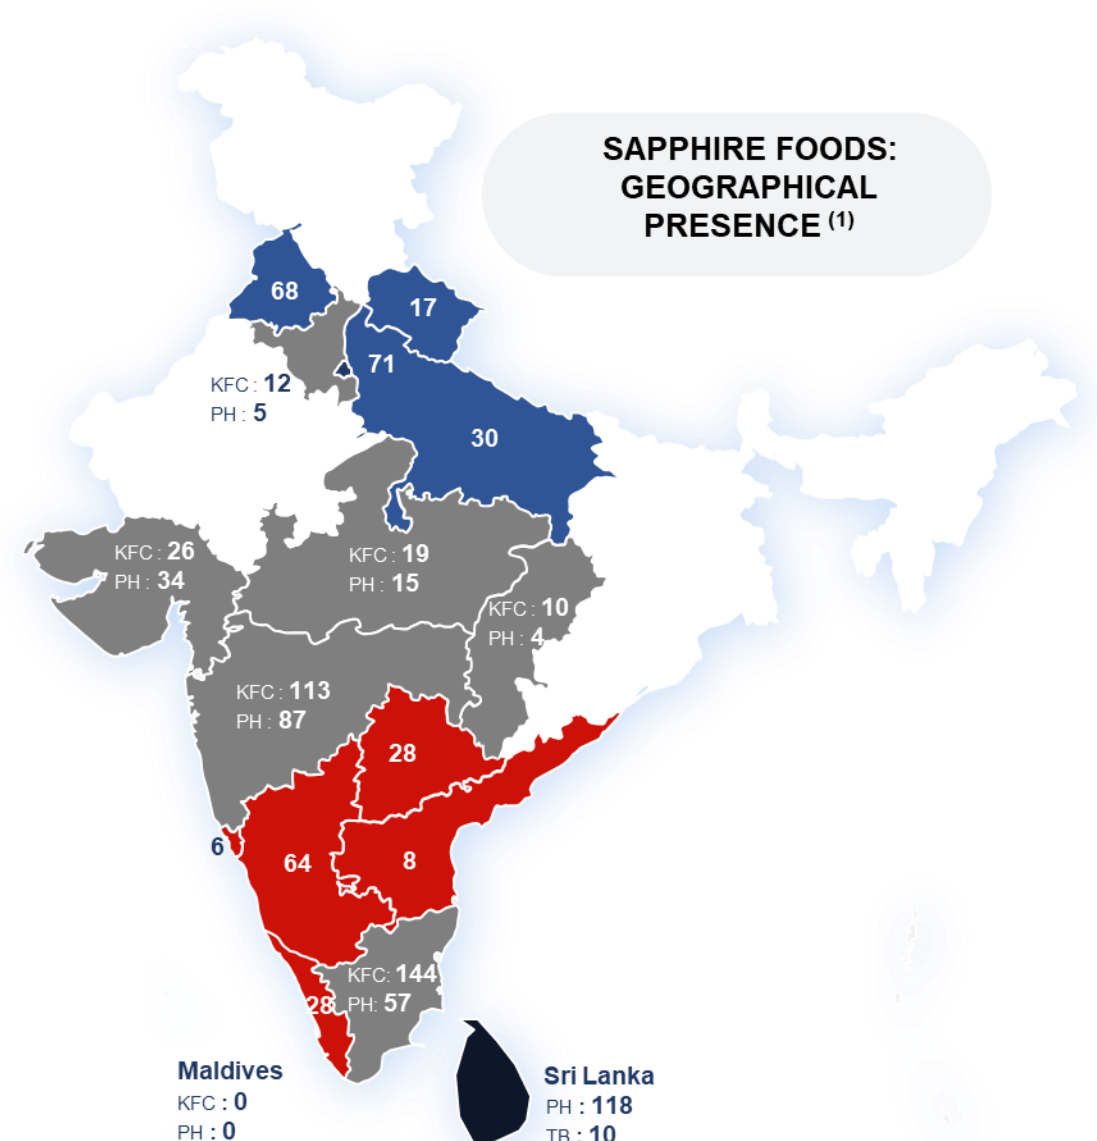 SAPPHIRE FOODS:
GEOGRAPHICAL
PRESENCE (1)
68
17
71
KFC : 12
PH : 5
30
KFC : 26
PH : 34
KFC : 19
PH : 15
KFC : 10
PH : 4
KFC : 113
PH : 87
28
6
64
8
KFC: 144
PH: 57
28
Maldives
KFC : 0
PH : 0
Sri Lanka
PH : 118
TB : 10